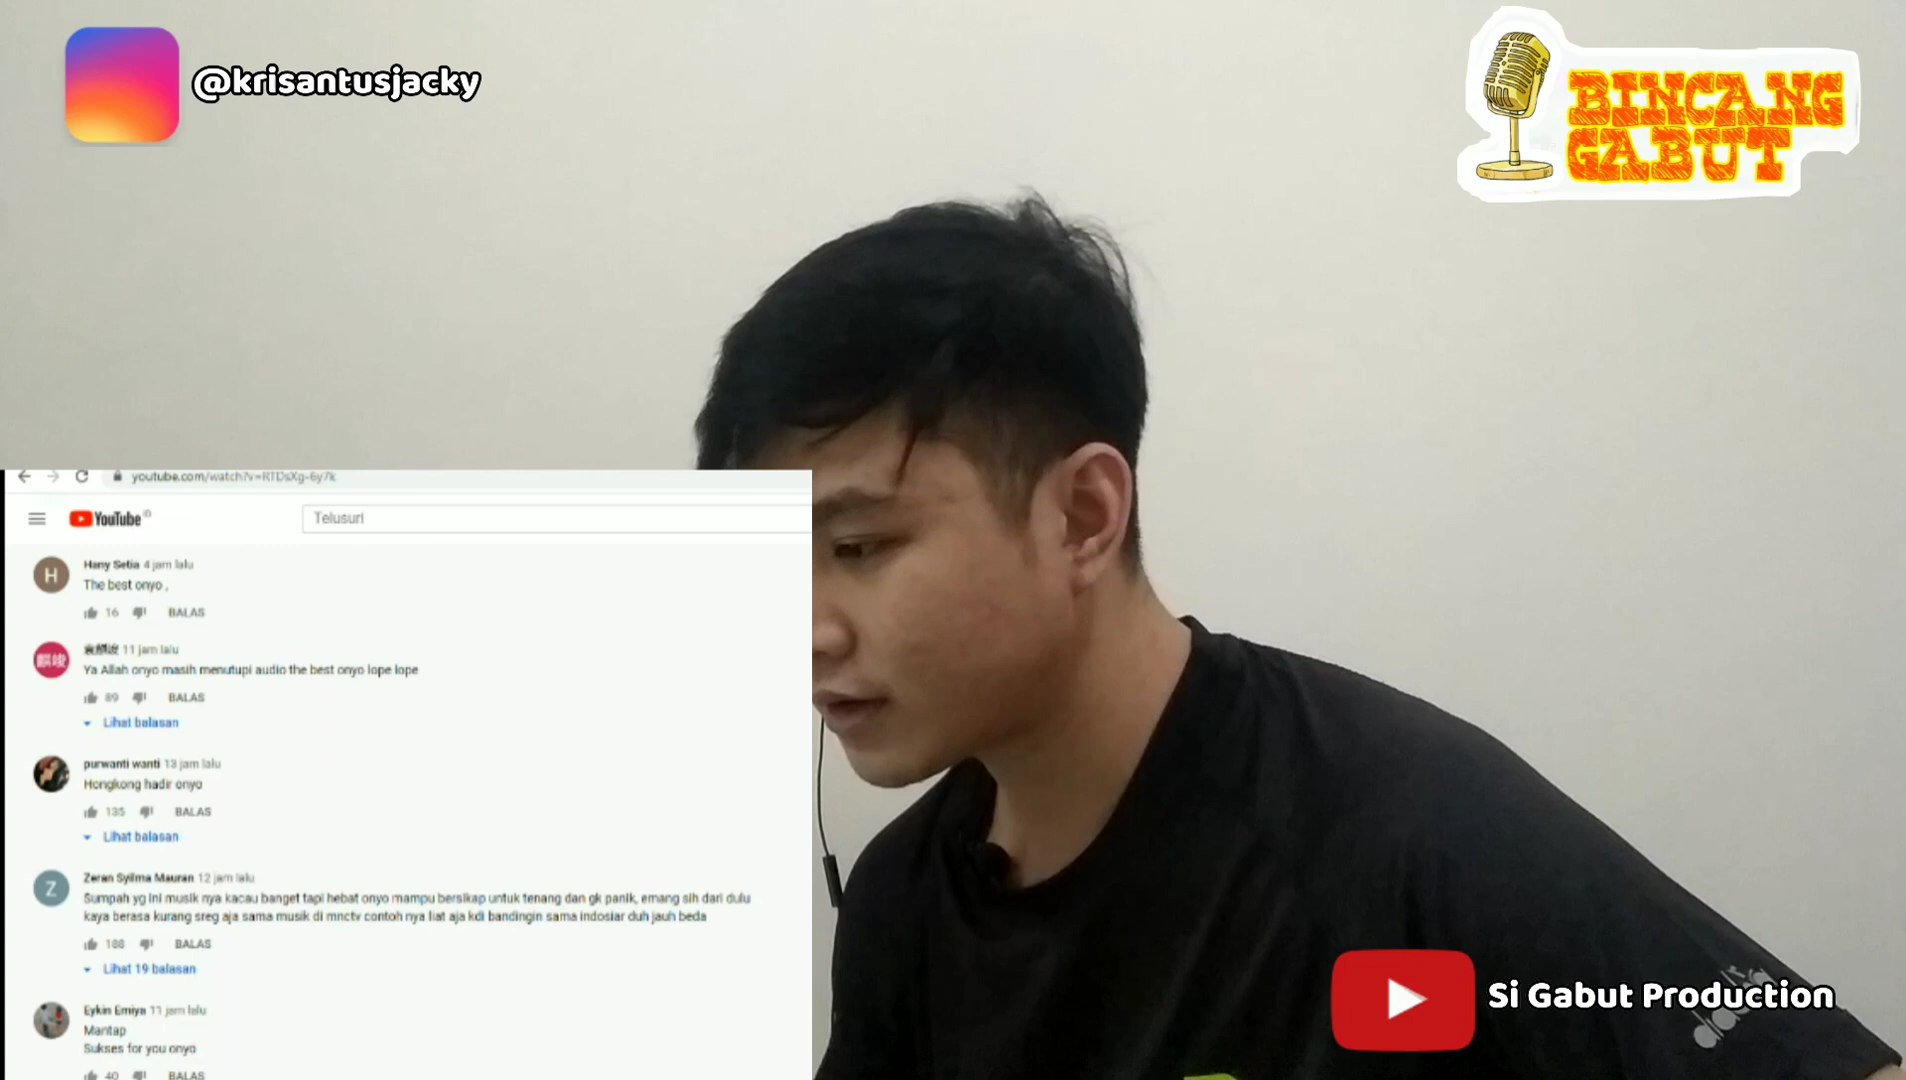 @krisantusjacky
BINCANG
GABUT
youtube.com/watch?v=RTDsXg-6y7k
YouTube ID
Telusuri
H
Hany Setia 4 jam lalu
The best onyo ,
16 BALAS
麒竣
11 jam lalu
Ya Allah onyo masih menutupi audio the best onyo lope lope
89 BALAS
Lihat balasan
purwanti wanti 13 jam lalu
Hongkong hadir onyo
135 BALAS
Lihat balasan
Z
Zeran Syilma Mauran 12 jam lalu
Sumpah yg ini musik nya kacau banget tapi hebat onyo mampu bersikap untuk tenang dan gk panik, emang sih dari dulu
kaya berasa kurang sreg aja sama musik di mnctv contoh nya liat aja kdi bandingin sama indosiar duh jauh beda
188 BALAS
Lihat 19 balasan
Eykin Emiya 11 jam lalu
Mantap
Sukses for you onyo
40 BALAS
Si Gabut Production
diadora